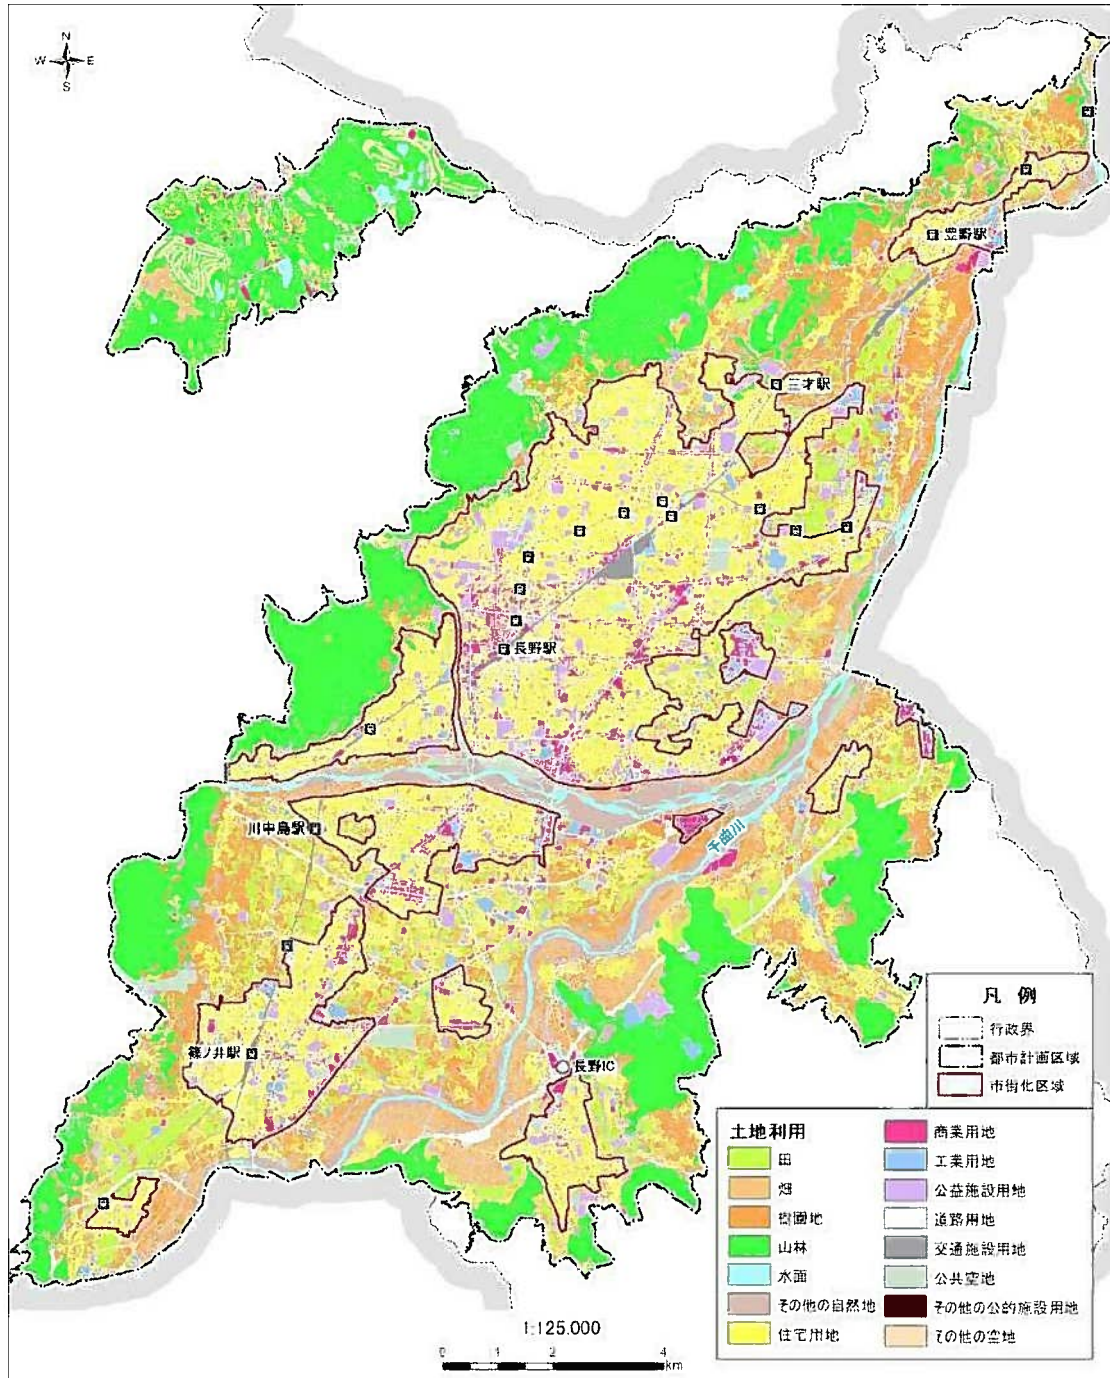 N
W E
S
豊野駅
三才駅
長野駅
川中島駅
千曲川
篠ノ井駅
長野IC
凡 例
行政界
都市計画区域
市街化区域
土地利用
田
畑
樹園地
山林
水面
その他の自然地
住宅用地
商業用地
工業用地
公益施設用地
道路用地
交通施設用地
公共空地
その他の公的施設用地
その他の空地
1:125,000
0 1 2 4
km